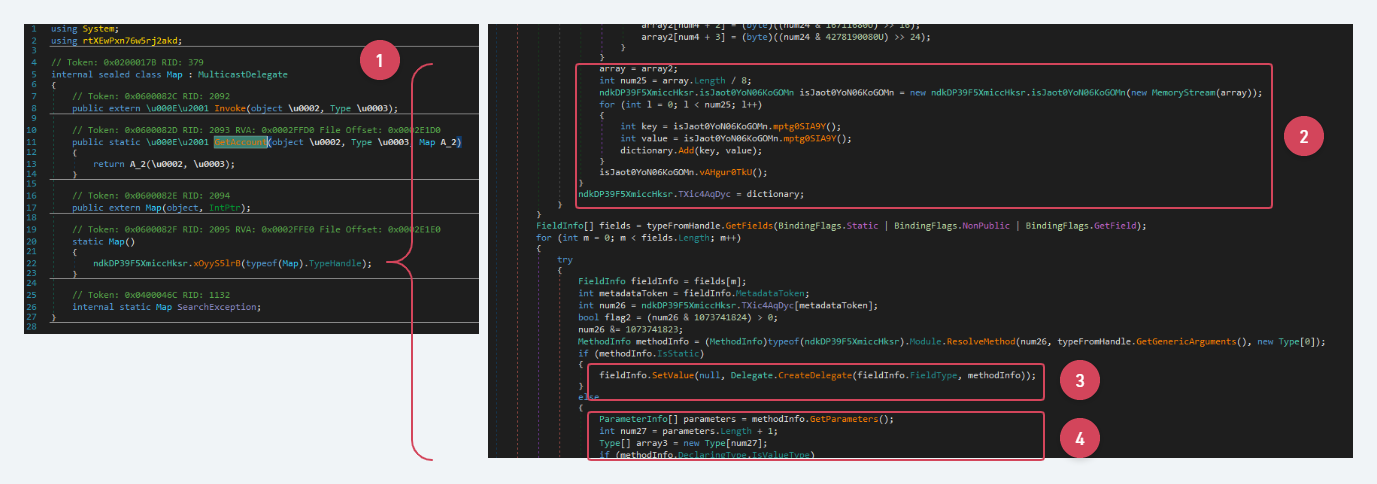 1 using System;
2 using rtXEwPxn76w5rj2akd;
3
4 // Token: 0x0200017B RID: 379
5 internal sealed class Map : MulticastDelegate
6 {
7 // Token: 0x0600082C RID: 2092
8 public extern \u000E\u2001 Invoke(object \u0002, Type \u0003);
9
10 // Token: 0x0600082D RID: 2093 RVA: 0x0002FFD0 File Offset: 0x0002E1D0
11 public static \u000E\u2001 GetAccount(object \u0002, Type \u0003, Map A_2)
12 {
13 return A_2(\u0002, \u0003);
14 }
15
16 // Token: 0x0600082E RID: 2094
17 public extern Map(object, IntPtr);
18
19 // Token: 0x0600082F RID: 2095 RVA: 0x0002FFE0 File Offset: 0x0002E1E0
20 static Map()
21 {
22 ndkDP39F5XmiccHksr.xOyyS5lrB(typeof(Map).TypeHandle);
23 }
24
25 // Token: 0x0400046C RID: 1132
26 internal static Map SearchException;
27 }
28
1
array2[num4 + 2] = (byte)((num24 & 16711680U) >> 16);
array2[num4 + 3] = (byte)((num24 & 4278190080U) >> 24);
}
}
array = array2;
int num25 = array.Length / 8;
ndkDP39F5XmiccHksr.isJaot0YoN06KoGOMn isJaot0YoN06KoGOMn = new ndkDP39F5XmiccHksr.isJaot0YoN06KoGOMn(new MemoryStream(array));
for (int l = 0; l < num25; l++)
{
int key = isJaot0YoN06KoGOMn.mptg0SIA9Y();
int value = isJaot0YoN06KoGOMn.mptg0SIA9Y();
dictionary.Add(key, value);
}
isJaot0YoN06KoGOMn.vAHgur0TkU();
}
ndkDP39F5XmiccHksr.TXic4AqDyc = dictionary;
}
}
2
FieldInfo[] fields = typeFromHandle.GetFields(BindingFlags.Static | BindingFlags.NonPublic | BindingFlags.GetField);
for (int m = 0; m < fields.Length; m++)
{
try
{
FieldInfo fieldInfo = fields[m];
int metadataToken = fieldInfo.MetadataToken;
int num26 = ndkDP39F5XmiccHksr.TXic4AqDyc[metadataToken];
bool flag2 = (num26 & 1073741824) > 0;
num26 &= 1073741823;
MethodInfo methodInfo = (MethodInfo)typeof(ndkDP39F5XmiccHksr).Module.ResolveMethod(num26, typeFromHandle.GetGenericArguments(), new Type[0]);
if (methodInfo.IsStatic)
{
fieldInfo.SetValue(null, Delegate.CreateDelegate(fieldInfo.FieldType, methodInfo));
}
3
else
{
ParameterInfo[] parameters = methodInfo.GetParameters();
int num27 = parameters.Length + 1;
Type[] array3 = new Type[num27];
if (methodInfo.DeclaringType.IsValueType)
4